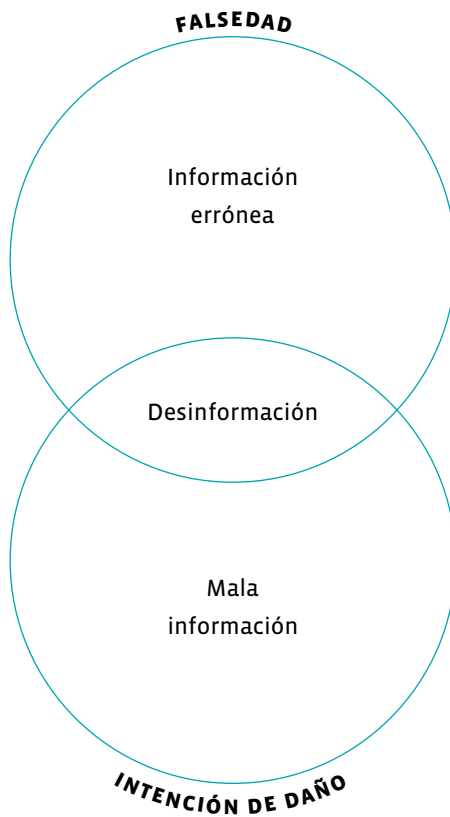 FALSEDAD
Información
errónea
Desinformación
Mala
información
INTENCIÓN DE DAÑO